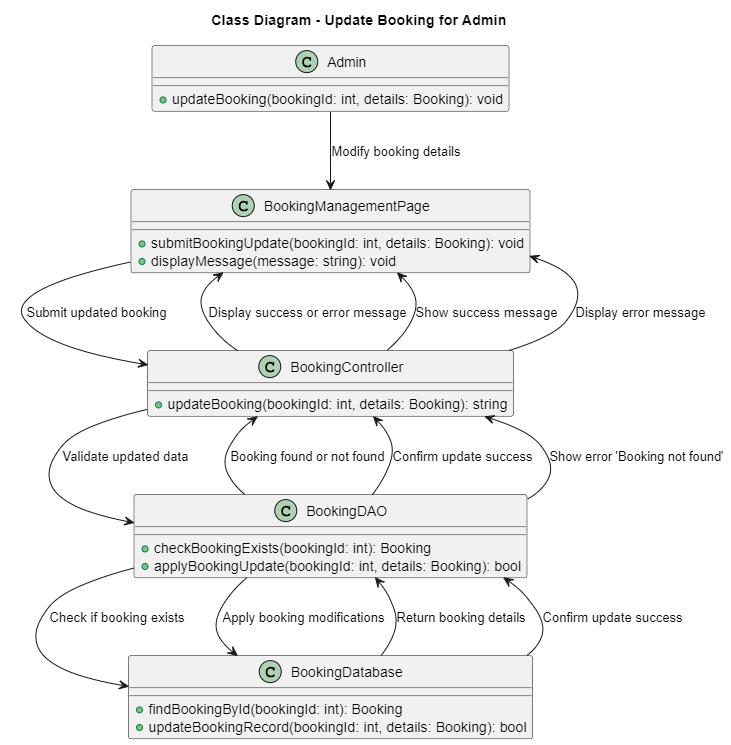 Class Diagram - Update Booking for Admin
C Admin
updateBooking(bookingId: int, details: Booking): void
Modify booking details
C BookingManagementPage
submitBookingUpdate(bookingId: int, details: Booking): void
displayMessage(message: string): void
Submit updated booking
Display success or error message
Show success message
Display error message
C BookingController
updateBooking(bookingId: int, details: Booking): string
Validate updated data
Booking found or not found
Confirm update success
Show error 'Booking not found'
C BookingDAO
checkBookingExists(bookingId: int): Booking
applyBookingUpdate(bookingId: int, details: Booking): bool
Check if booking exists
Apply booking modifications
Return booking details
Confirm update success
C BookingDatabase
findBookingById(bookingId: int): Booking
updateBookingRecord(bookingId: int, details: Booking): bool